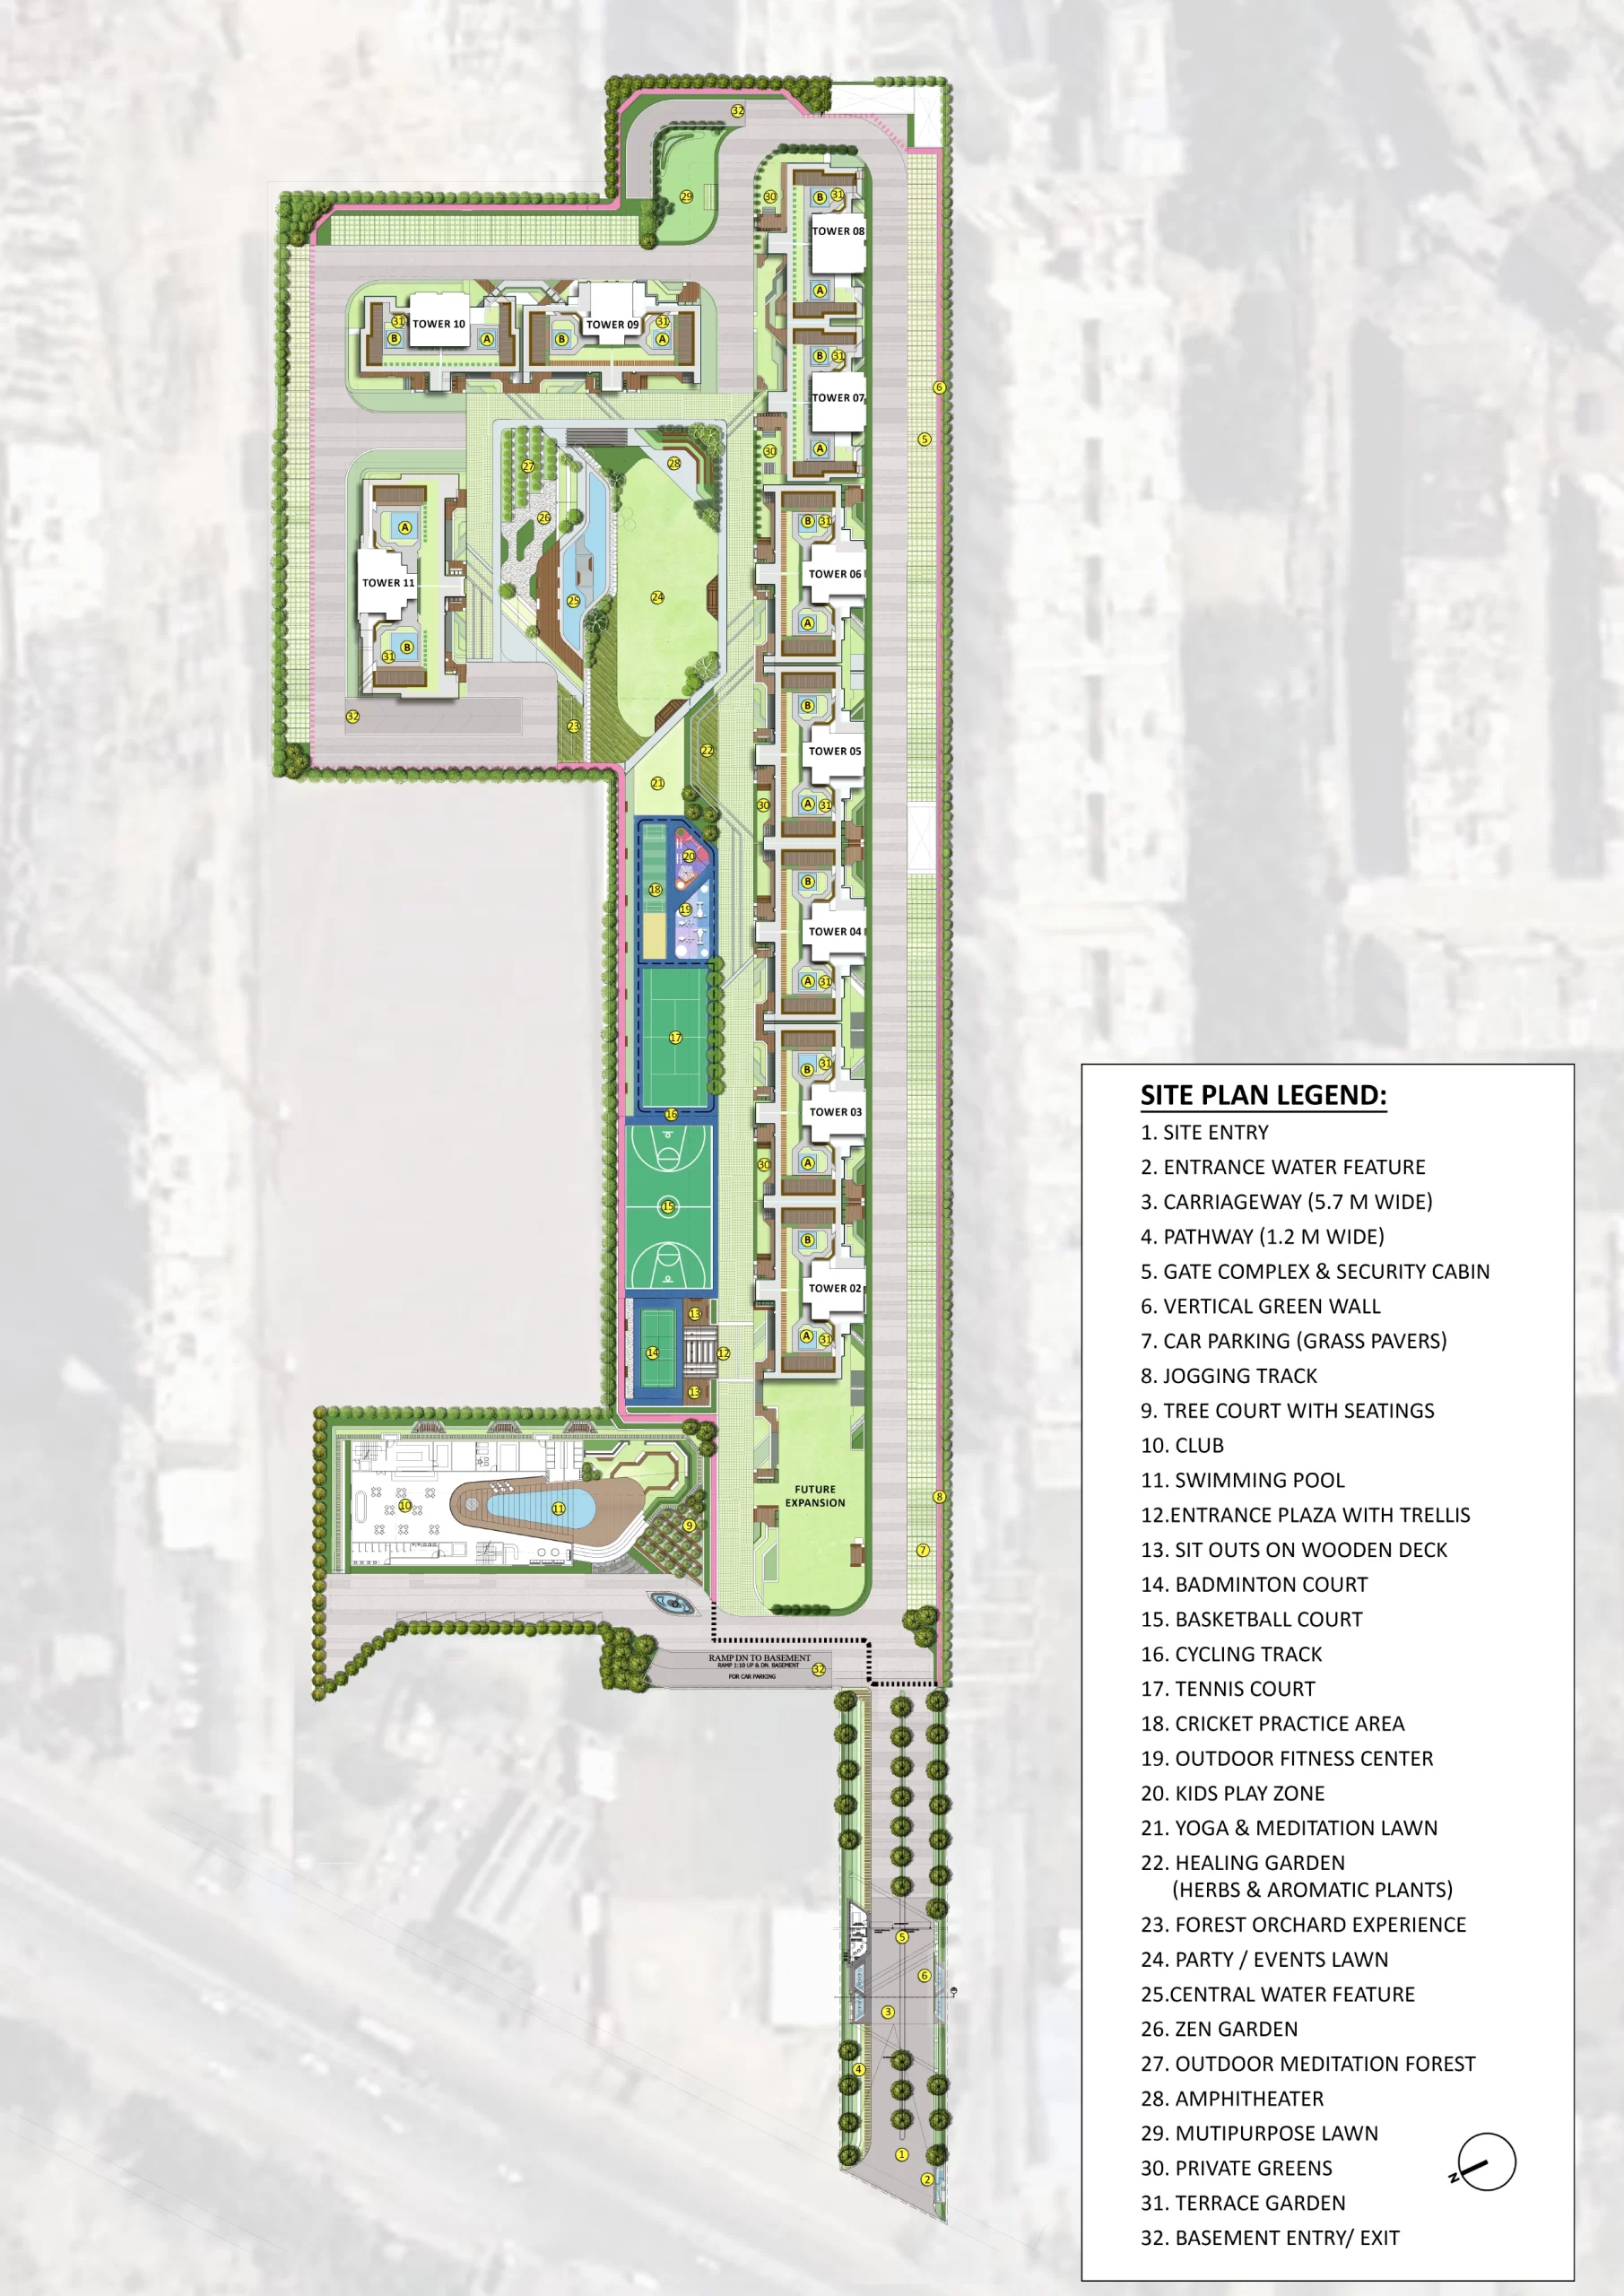 32
29
30
B
31
TOWER 08
A
31
TOWER 10
B
A
TOWER 09
31
B
A
B
31
TOWER 07
A
6
5
30
27
28
26
A
B
31
TOWER 06
TOWER 11
25
24
A
31
B
32
23
22
B
TOWER 05
21
30
A
31
20
18
19
B
TOWER 04
A
31
17
B
31
16
TOWER 03
30
A
15
B
TOWER 02
13
14
12
A
31
13
10
11
9
FUTURE
EXPANSION
8
7
RAMP DN TO BASEMENT
RAMP 1:10 UP & DN. BASEMENT
FOR CAR PARKING
32
5
6
3
4
1
2
SITE PLAN LEGEND:
1. SITE ENTRY
2. ENTRANCE WATER FEATURE
3. CARRIAGEWAY (5.7 M WIDE)
4. PATHWAY (1.2 M WIDE)
5. GATE COMPLEX & SECURITY CABIN
6. VERTICAL GREEN WALL
7. CAR PARKING (GRASS PAVERS)
8. JOGGING TRACK
9. TREE COURT WITH SEATINGS
10. CLUB
11. SWIMMING POOL
12.ENTRANCE PLAZA WITH TRELLIS
13. SIT OUTS ON WOODEN DECK
14. BADMINTON COURT
15. BASKETBALL COURT
16. CYCLING TRACK
17. TENNIS COURT
18. CRICKET PRACTICE AREA
19. OUTDOOR FITNESS CENTER
20. KIDS PLAY ZONE
21. YOGA & MEDITATION LAWN
22. HEALING GARDEN
(HERBS & AROMATIC PLANTS)
23. FOREST ORCHARD EXPERIENCE
24. PARTY / EVENTS LAWN
25.CENTRAL WATER FEATURE
26. ZEN GARDEN
27. OUTDOOR MEDITATION FOREST
28. AMPHITHEATER
29. MUTIPURPOSE LAWN
30. PRIVATE GREENS
31. TERRACE GARDEN
32. BASEMENT ENTRY/ EXIT
N